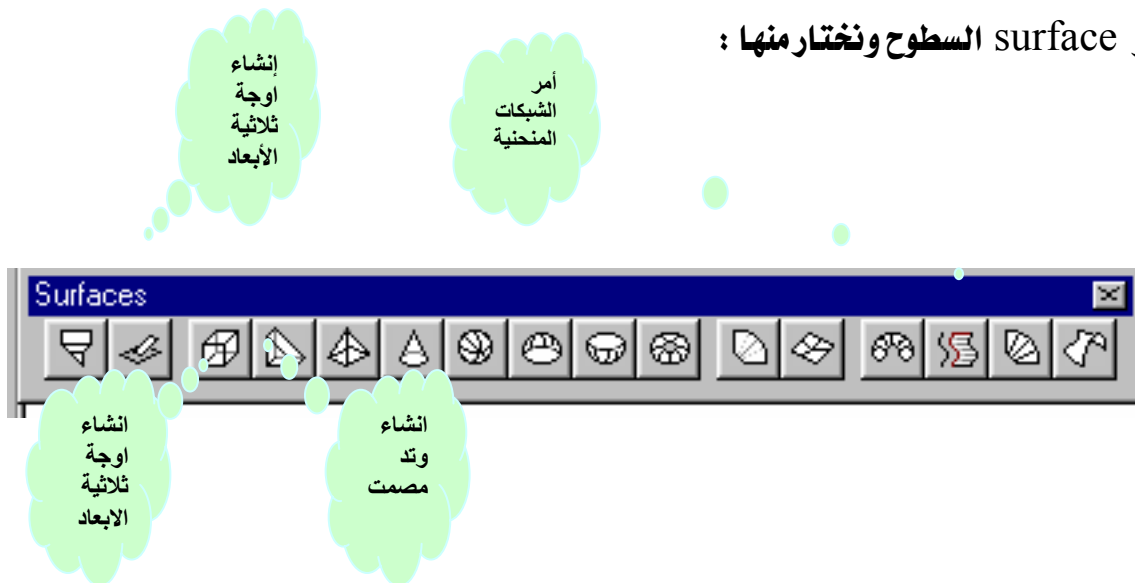 surface السطوح ونختار منها :
إنشاء
اوجة
ثلاثية
الأبعاد
أمر
الشبكات
المنحنية
Surfaces
انشاء
اوجة
ثلاثية
الابعاد
انشاء
وتد
مصمت